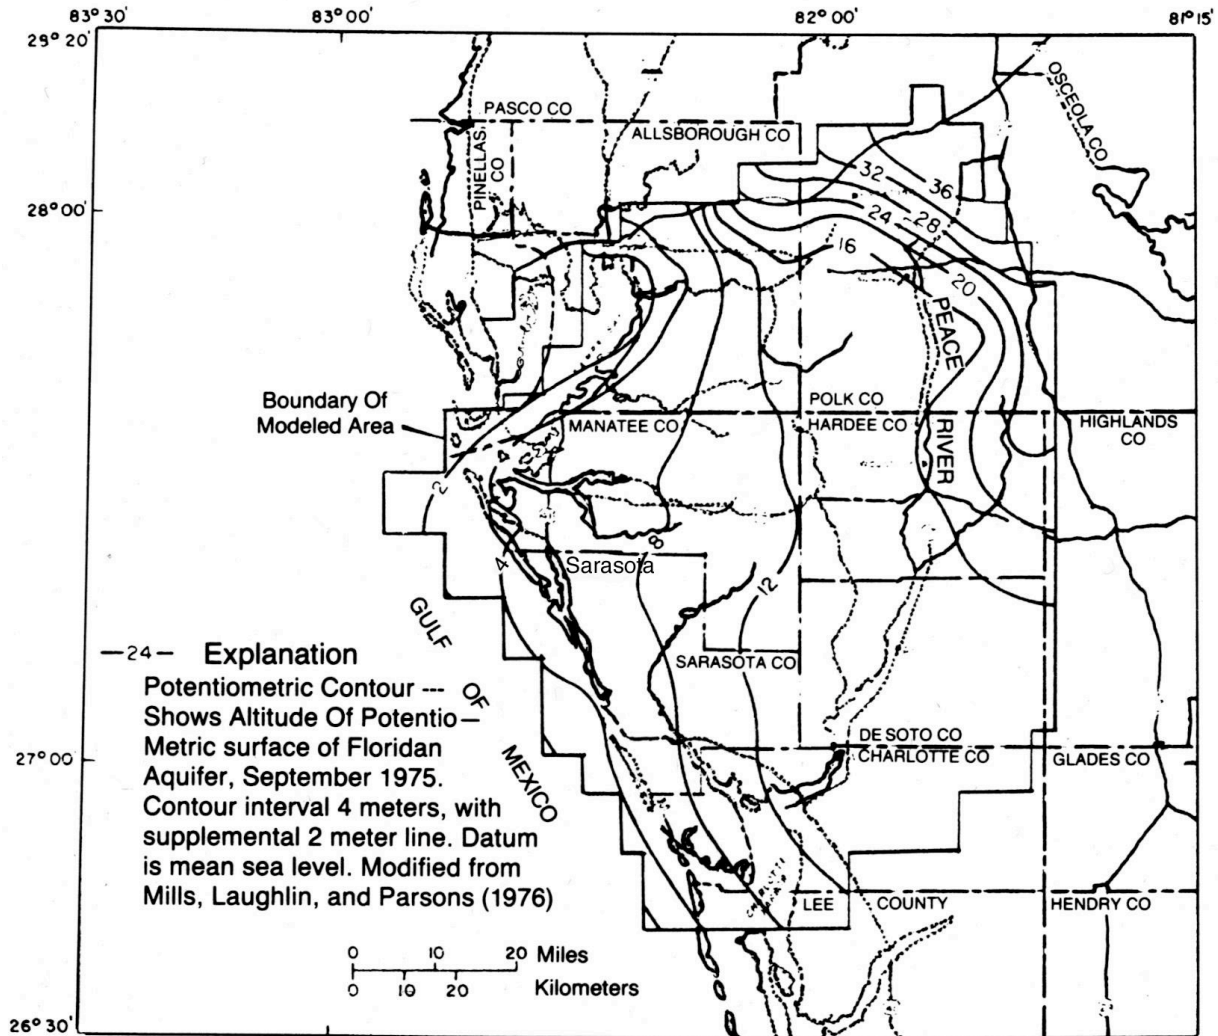 83°30' 83°00' 82°00' 81°15'
29°20'
PASCO CO
ALLSBOROUGH CO
OSCEOLA CO
PINELLAS.
CO
32
36
28°00'
24
28
16
20
PEACE
RIVER
Boundary Of
Modeled Area
POLK CO
MANATEE CO
HARDEE CO
HIGHLANDS
CO
2
8
4
Sarasota
12
GULF
OF
MEXICO
SARASOTA CO
—24— Explanation
Potentiometric Contour ---
Shows Altitude Of Potentio—
Metric surface of Floridan
Aquifer, September 1975.
Contour interval 4 meters, with
supplemental 2 meter line. Datum
is mean sea level. Modified from
Mills, Laughlin, and Parsons (1976)
27°00'
DE SOTO CO
CHARLOTTE CO
GLADES CO
LEE COUNTY
HENDRY CO
0 10 20 Miles
0 10 20 Kilometers
26°30'